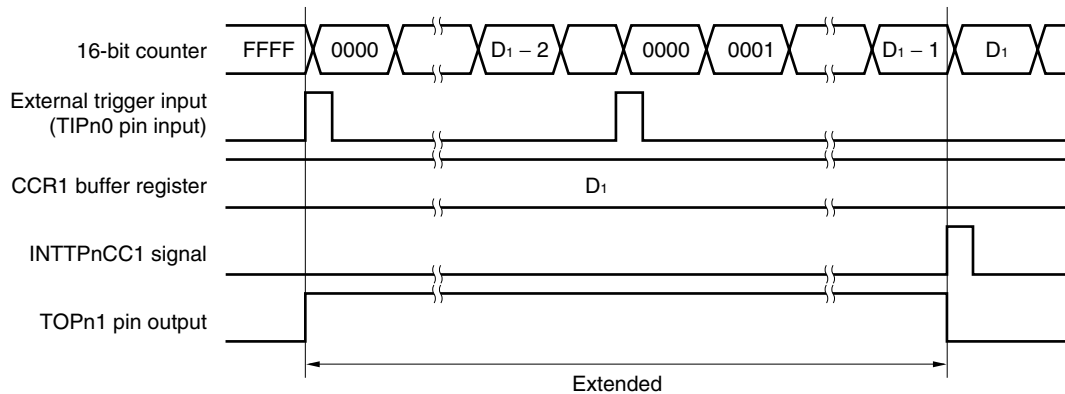 16-bit counter FFFF 0000 D₁ − 2 0000 0001 D₁ − 1 D₁
External trigger input
(TIPn0 pin input)
CCR1 buffer register D₁
INTTPnCC1 signal
TOPn1 pin output
Extended